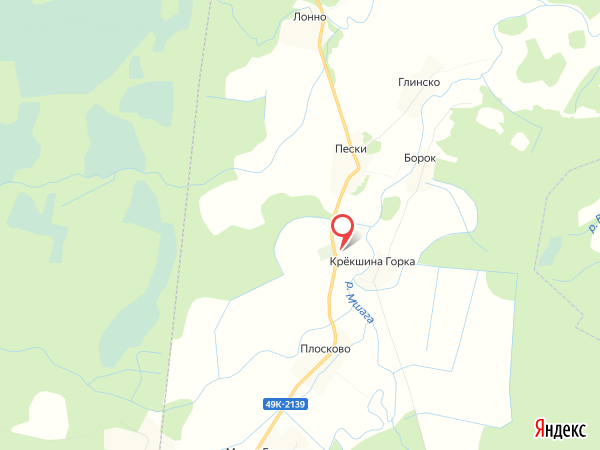 Лонно
Глинско
Пески
Борок
Крёкшина Горка
р. Мшага
Плосково
49К-2139
Яндекс